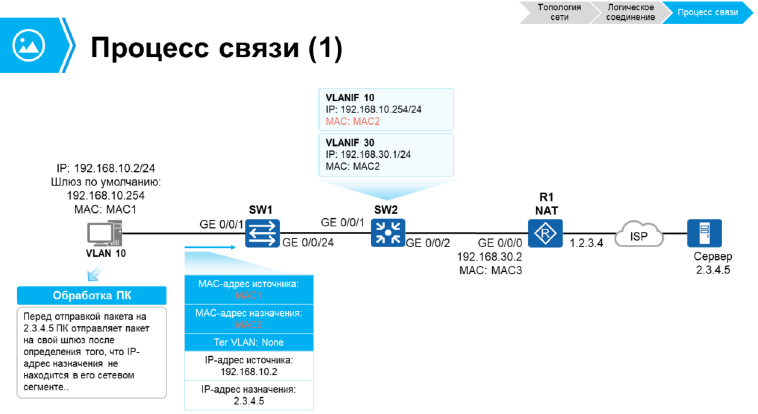 Топология
сети
Логическое
соединение
Процесс связи
Процесс связи (1)
VLANIF 10
IP: 192.168.10.254/24
MAC: MAC2
VLANIF 30
IP: 192.168.30.1/24
MAC: MAC2
IP: 192.168.10.2/24
Шлюз по умолчанию:
192.168.10.254
MAC: MAC1
VLAN 10
GE 0/0/1
SW1
GE 0/0/24
GE 0/0/1
SW2
GE 0/0/2
R1
NAT
GE 0/0/0
192.168.30.2
MAC: MAC3
R
1.2.3.4
ISP
Сервер
2.3.4.5
Обработка ПК
Перед отправкой пакета на
2.3.4.5 ПК отправляет пакет
на свой шлюз после
определения того, что IP-
адрес назначения не
находится в его сетевом
сегменте..
MAC-адрес источника:
MAC1
MAC-адрес назначения:
MAC2
Тег VLAN: None
IP-адрес источника:
192.168.10.2
IP-адрес назначения:
2.3.4.5